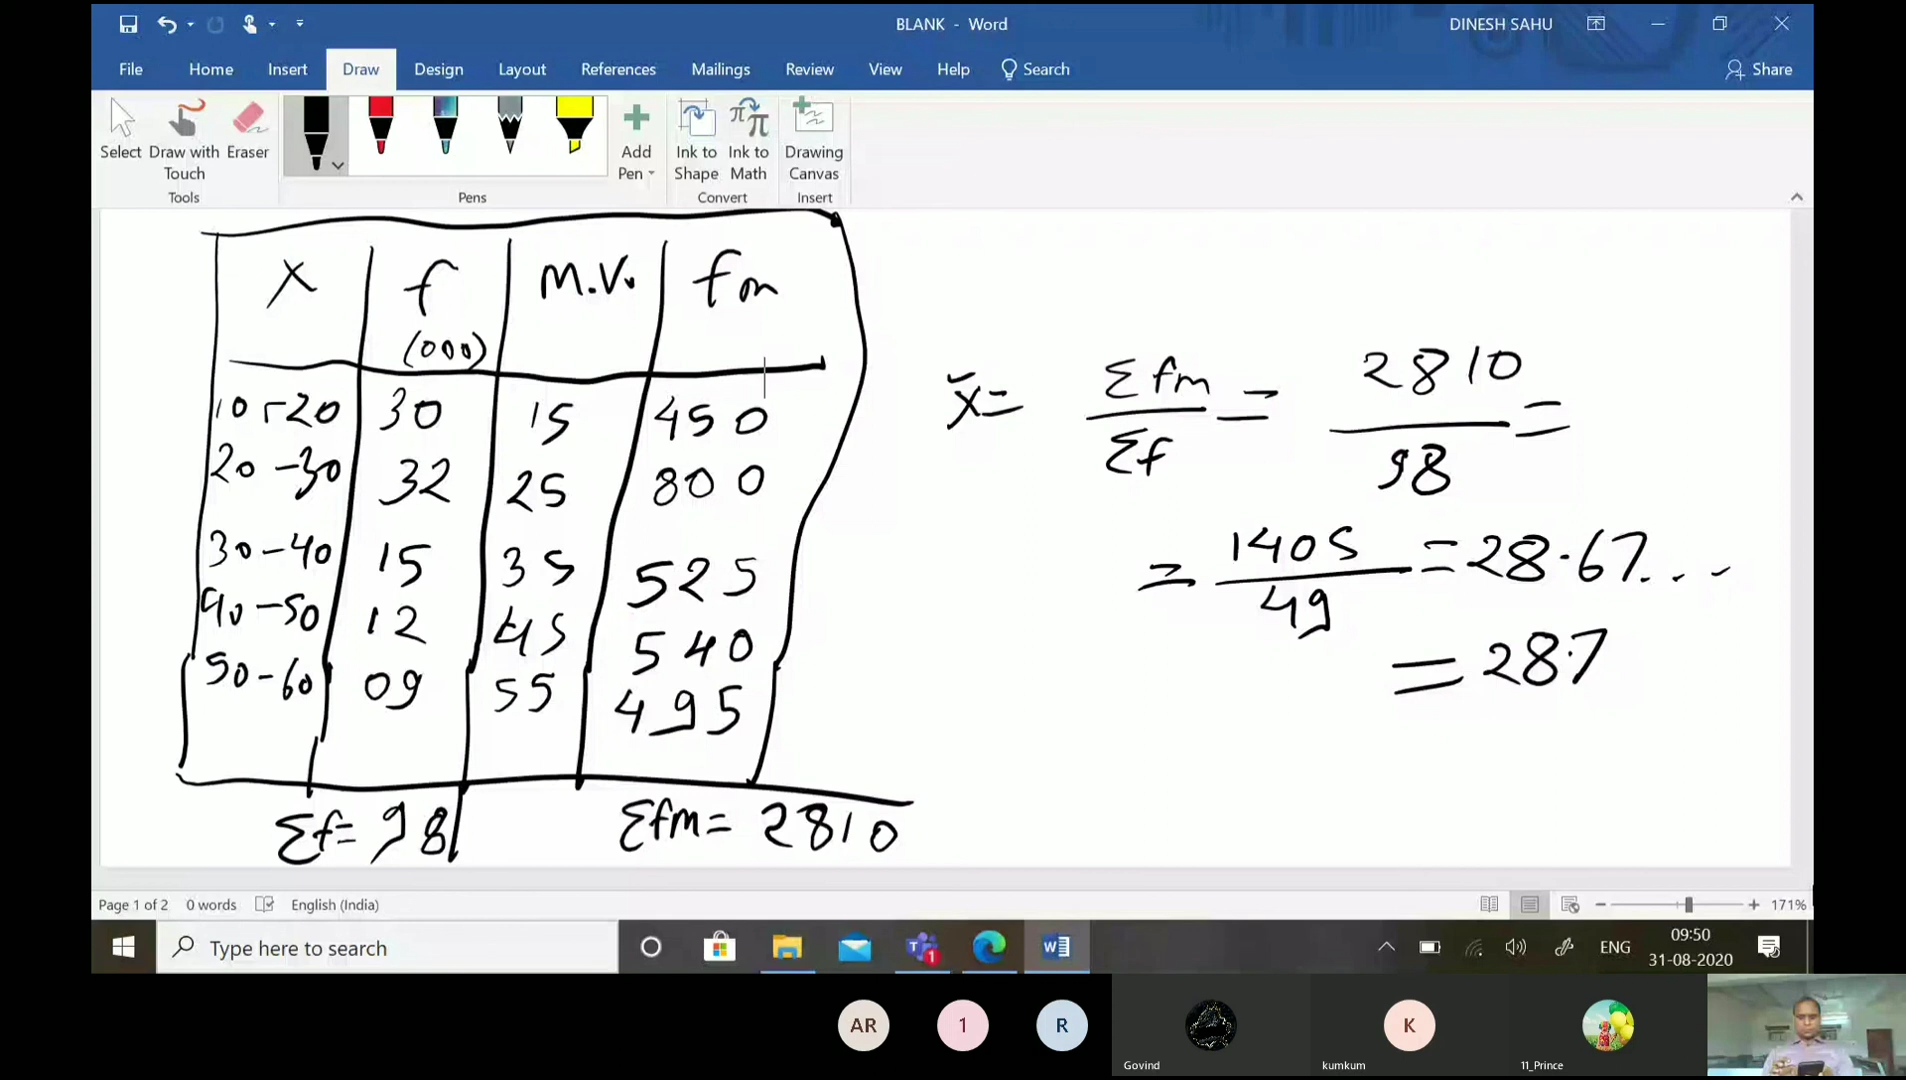 BLANK - Word
DINESH SAHU
File Home Insert Draw Design Layout References Mailings Review View Help Search Share
Select Draw with Touch Eraser Add Pen Ink to Shape Ink to Math Drawing Canvas
Tools Pens Convert Insert
X f (000) M.V. fm
10-20 30 15 450
20-30 32 25 800
30-40 15 35 525
40-50 12 45 540
50-60 09 55 495
Σf= 98 Σfm= 2810
x̄= Σfm/Σf = 2810/98 =
= 1405/49 = 28.67...
= 28.7
Page 1 of 2 0 words English (India) 171%
Type here to search
1
ENG
09:50
31-08-2020
AR 1 R K
Govind kumkum 11_Prince